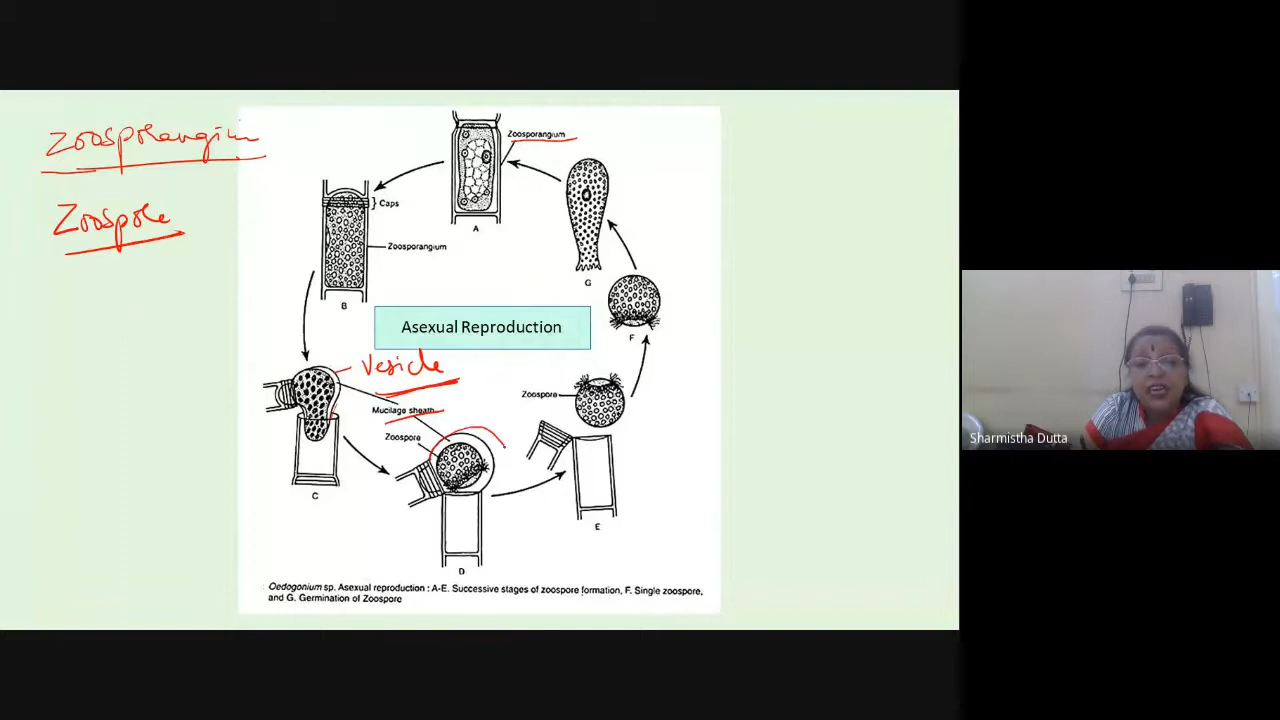 Zoosporangium
Zoospore
Zoosporangium
A
} Caps
Zoosporangium
B
G
F
Asexual Reproduction
Vesicle
Mucilage sheath
Zoospore
C
Zoospore
E
D
Sharmistha Dutta
Oedogonium sp. Asexual reproduction : A-E. Successive stages of zoospore formation, F. Single zoospore,
and G. Germination of Zoospore